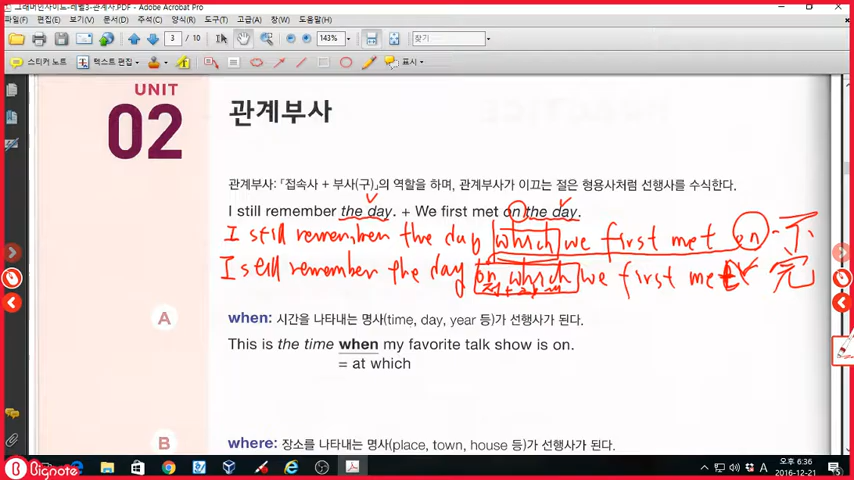 그래머인사이트-레벨3-관계사.PDF - Adobe Acrobat Pro
파일(F) 편집(E) 보기(V) 문서(D) 주석(C) 양식(R) 도구(T) 고급(A) 창(W) 도움말(H)
3 / 10 143% 찾기
스티커 노트 텍스트 편집 표시
UNIT
02 관계부사
관계부사: 「접속사 + 부사(구)」의 역할을 하며, 관계부사가 이끄는 절은 형용사처럼 선행사를 수식한다.
I still remember the day. + We first met on the day.
I still remember the day which we first met on - 不
I still remember the day on which we first met 完
A when: 시간을 나타내는 명사(time, day, year 등)가 선행사가 된다.
This is the time when my favorite talk show is on.
= at which
B where: 장소를 나타내는 명사(place, town, house 등)가 선행사가 된다.
Bignote
A 오후 6:36
2016-12-21